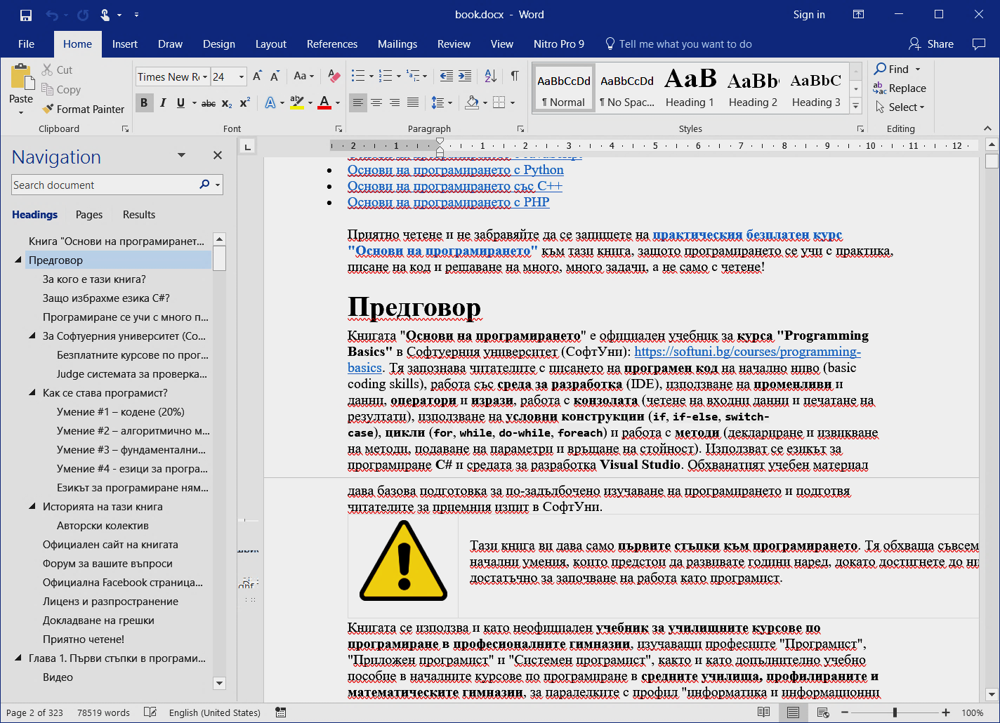 book.docx - Word
Sign in
File
Home
Insert
Draw
Design
Layout
References
Mailings
Review
View
Nitro Pro 9
Tell me what you want to do
Share
Paste
Cut
Copy
Format Painter
Clipboard
Times New R
24
Aa
B I U abc X₂ X²
Font
Paragraph
AaBbCcDd
¶ Normal
AaBbCcDd
¶ No Spac...
AaB
Heading 1
AaBb
Heading 2
AaBbC
Heading 3
Styles
Find
Replace
Select
Editing
Navigation
Search document
Headings
Pages
Results
Книга "Основи на програмиранет...
Предговор
За кого е тази книга?
Защо избрахме езика C#?
Програмиране се учи с много п...
За Софтуерния университет (Со...
Безплатните курсове по прог...
Judge системата за проверка...
Как се става програмист?
Умение #1 – кодене (20%)
Умение #2 – алгоритмично м...
Умение #3 – фундаментални...
Умение #4 - езици за програ...
Езикът за програмиране ням...
Историята на тази книга
Авторски колектив
Официален сайт на книгата
Форум за вашите въпроси
Официална Facebook страница...
Лиценз и разпространение
Докладване на грешки
Приятно четене!
Глава 1. Първи стъпки в програми...
Видео
2 1 1 2 3 4 5 6 7 8 9 10 11 12
Основи на програмирането с Python
Основи на програмирането със C++
Основи на програмирането с PHP
Приятно четене и не забравяйте да се запишете на практическия безплатен курс
"Основи на програмирането" към тази книга, защото програмирането се учи с практика,
писане на код и решаване на много, много задачи, а не само с четене!
Предговор
Книгата "Основи на програмирането" е официален учебник за курса "Programming
Basics" в Софтуерния университет (СофтУни): https://softuni.bg/courses/programming-
basics. Тя запознава читателите с писането на програмен код на начално ниво (basic
coding skills), работа със среда за разработка (IDE), използване на променливи и
данни, оператори и изрази, работа с конзолата (четене на входни данни и печатане на
резултати), използване на условни конструкции (if, if-else, switch-
case), цикли (for, while, do-while, foreach) и работа с методи (деклариране и извикване
на методи, подаване на параметри и връщане на стойност). Използват се езикът за
програмиране C# и средата за разработка Visual Studio. Обхванатият учебен материал
дава базова подготовка за по-задълбочено изучаване на програмирането и подготвя
читателите за приемния изпит в СофтУни.
Тази книга ви дава само първите стъпки към програмирането. Тя обхваща съвсем
начални умения, които предстои да развивате години наред, докато достигнете до ни
достатъчно за започване на работа като програмист.
Книгата се използва и като неофициален учебник за училищните курсове по
програмиране в професионалните гимназии, изучаващи професиите "Програмист",
"Приложен програмист" и "Системен програмист", както и като допълнително учебно
пособие в началните курсове по програмиране в средните училища, профилираните и
математическите гимназии, за паралелките с профил "информатика и информационни
Page 2 of 323
78519 words
English (United States)
100%